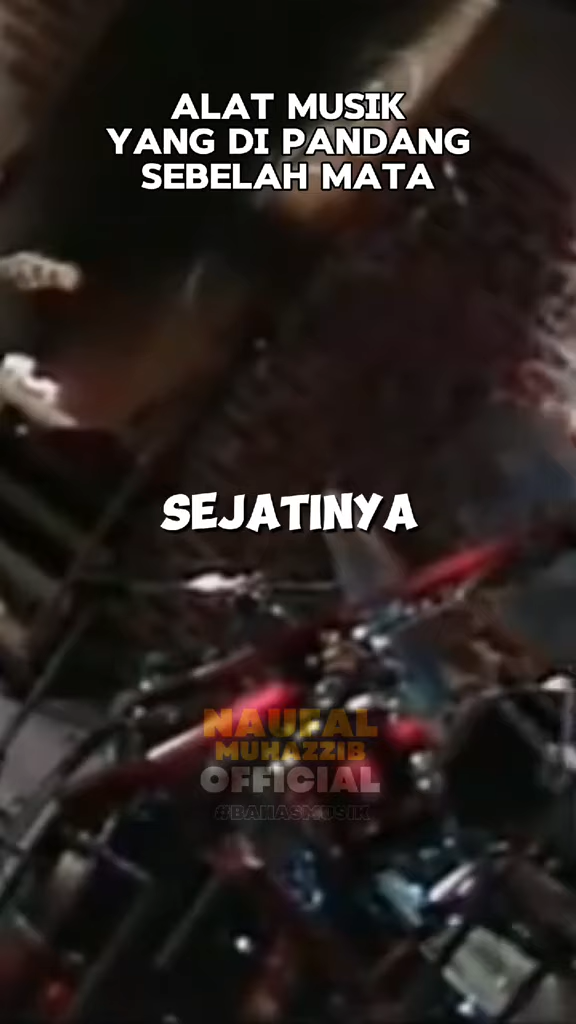 ALAT MUSIK
YANG DI PANDANG
SEBELAH MATA
SEJATINYA
NAUFAL
MUHAZZIB
OFFICIAL
#BAHASMUSIK